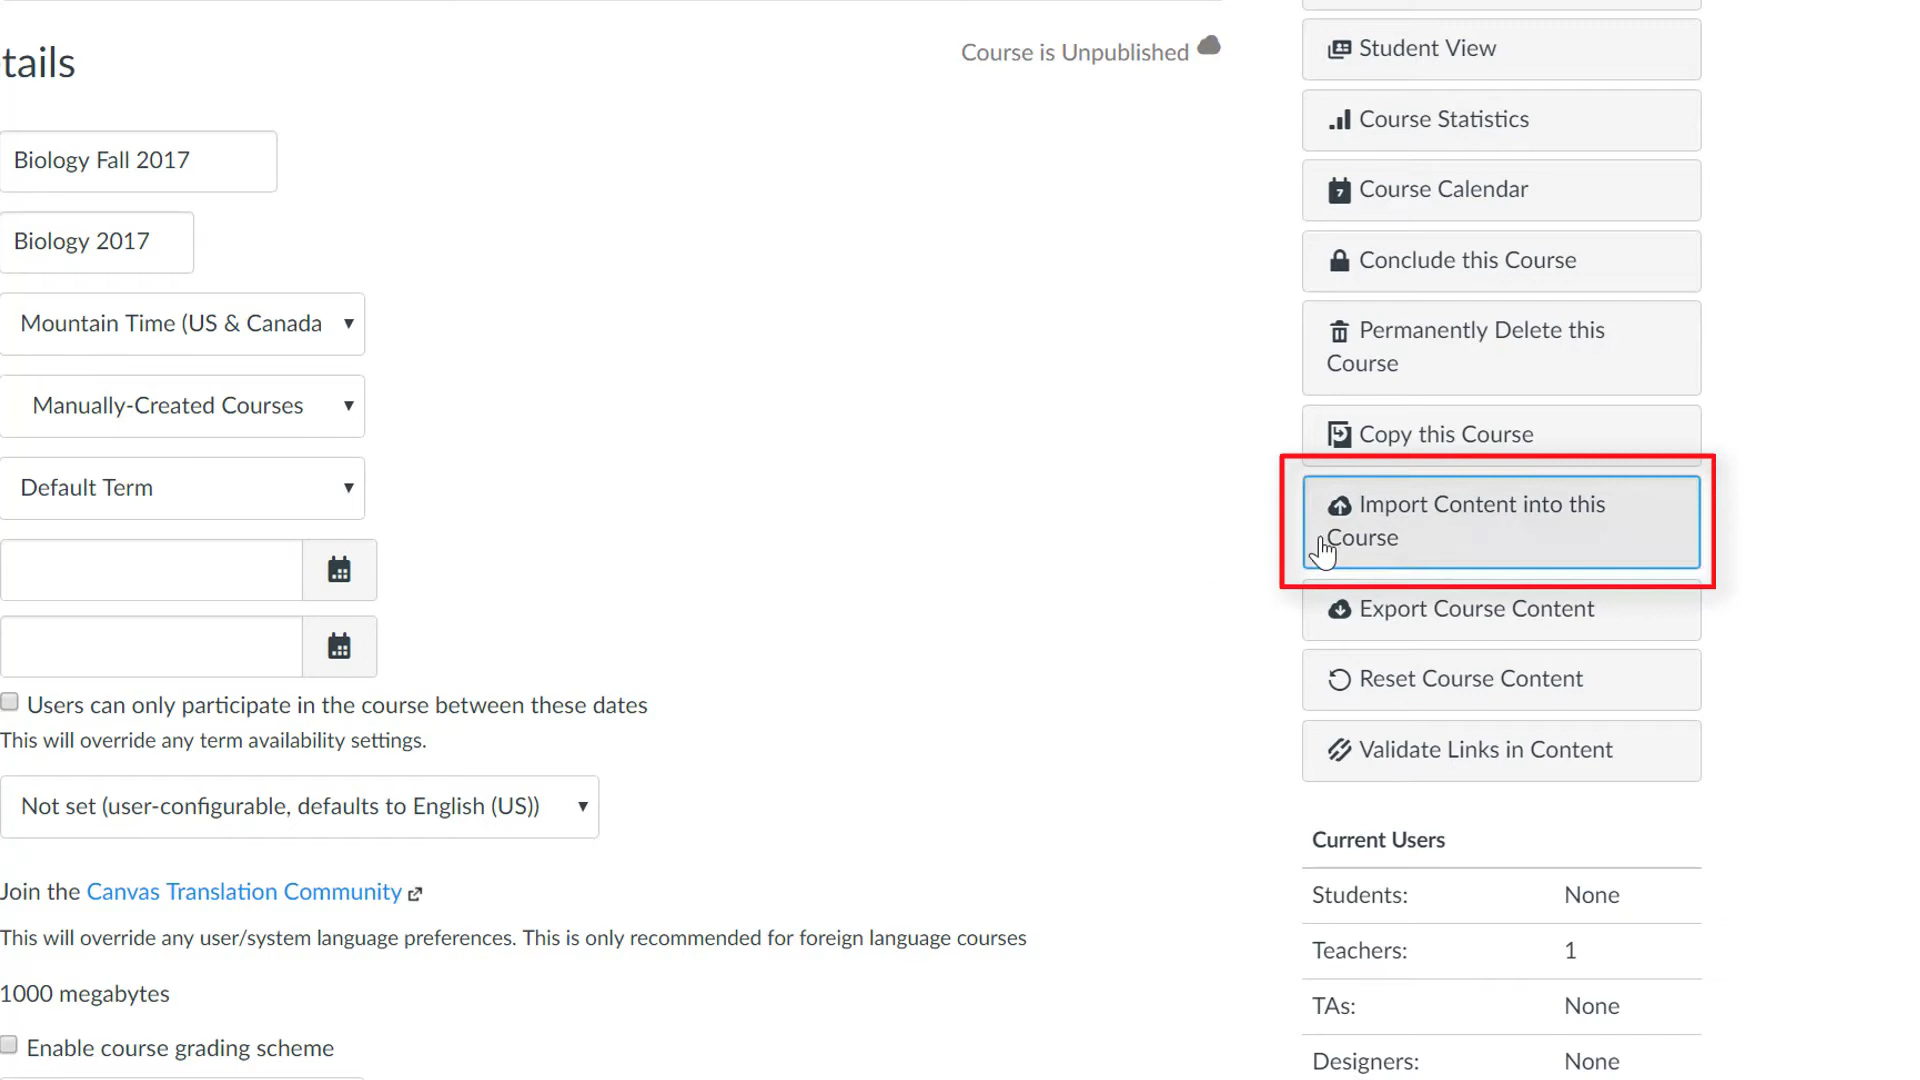 tails
Course is Unpublished
Biology Fall 2017
Biology 2017
Mountain Time (US & Canada
Manually-Created Courses
Default Term
Users can only participate in the course between these dates
This will override any term availability settings.
Not set (user-configurable, defaults to English (US))
Join the Canvas Translation Community
This will override any user/system language preferences. This is only recommended for foreign language courses
1000 megabytes
Enable course grading scheme
Student View
Course Statistics
7
Course Calendar
Conclude this Course
Permanently Delete this
Course
Copy this Course
Import Content into this
Course
Export Course Content
Reset Course Content
Validate Links in Content
Current Users
Students: None
Teachers: 1
TAs: None
Designers: None